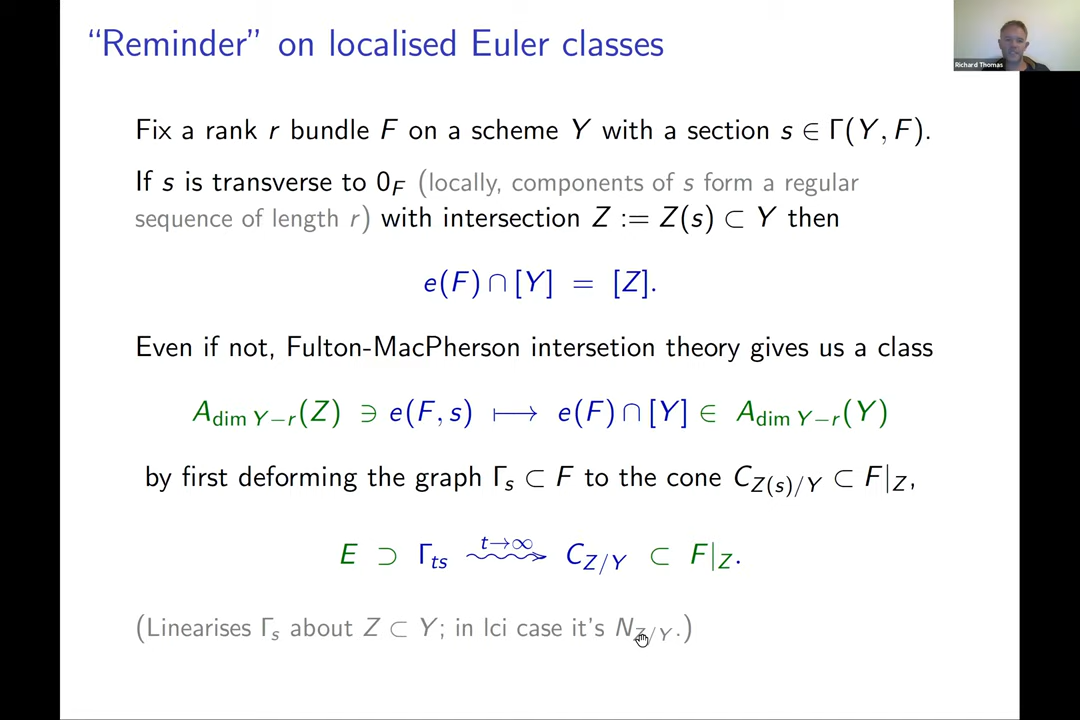 “Reminder” on localised Euler classes
Richard Thomas
Fix a rank r bundle F on a scheme Y with a section s ∈ Γ(Y, F).
If s is transverse to 0_F (locally, components of s form a regular
sequence of length r) with intersection Z := Z(s) ⊂ Y then
e(F) ∩ [Y] = [Z].
Even if not, Fulton-MacPherson intersetion theory gives us a class
A_{dim Y−r}(Z) ∋ e(F, s) ⟼ e(F) ∩ [Y] ∈ A_{dim Y−r}(Y)
by first deforming the graph Γ_s ⊂ F to the cone C_{Z(s)/Y} ⊂ F|_Z,
E ⊃ Γ_{ts} \xrightsquigarrow{t→∞} C_{Z/Y} ⊂ F|_Z.
(Linearises Γ_s about Z ⊂ Y; in lci case it's N_{Z/Y}.)